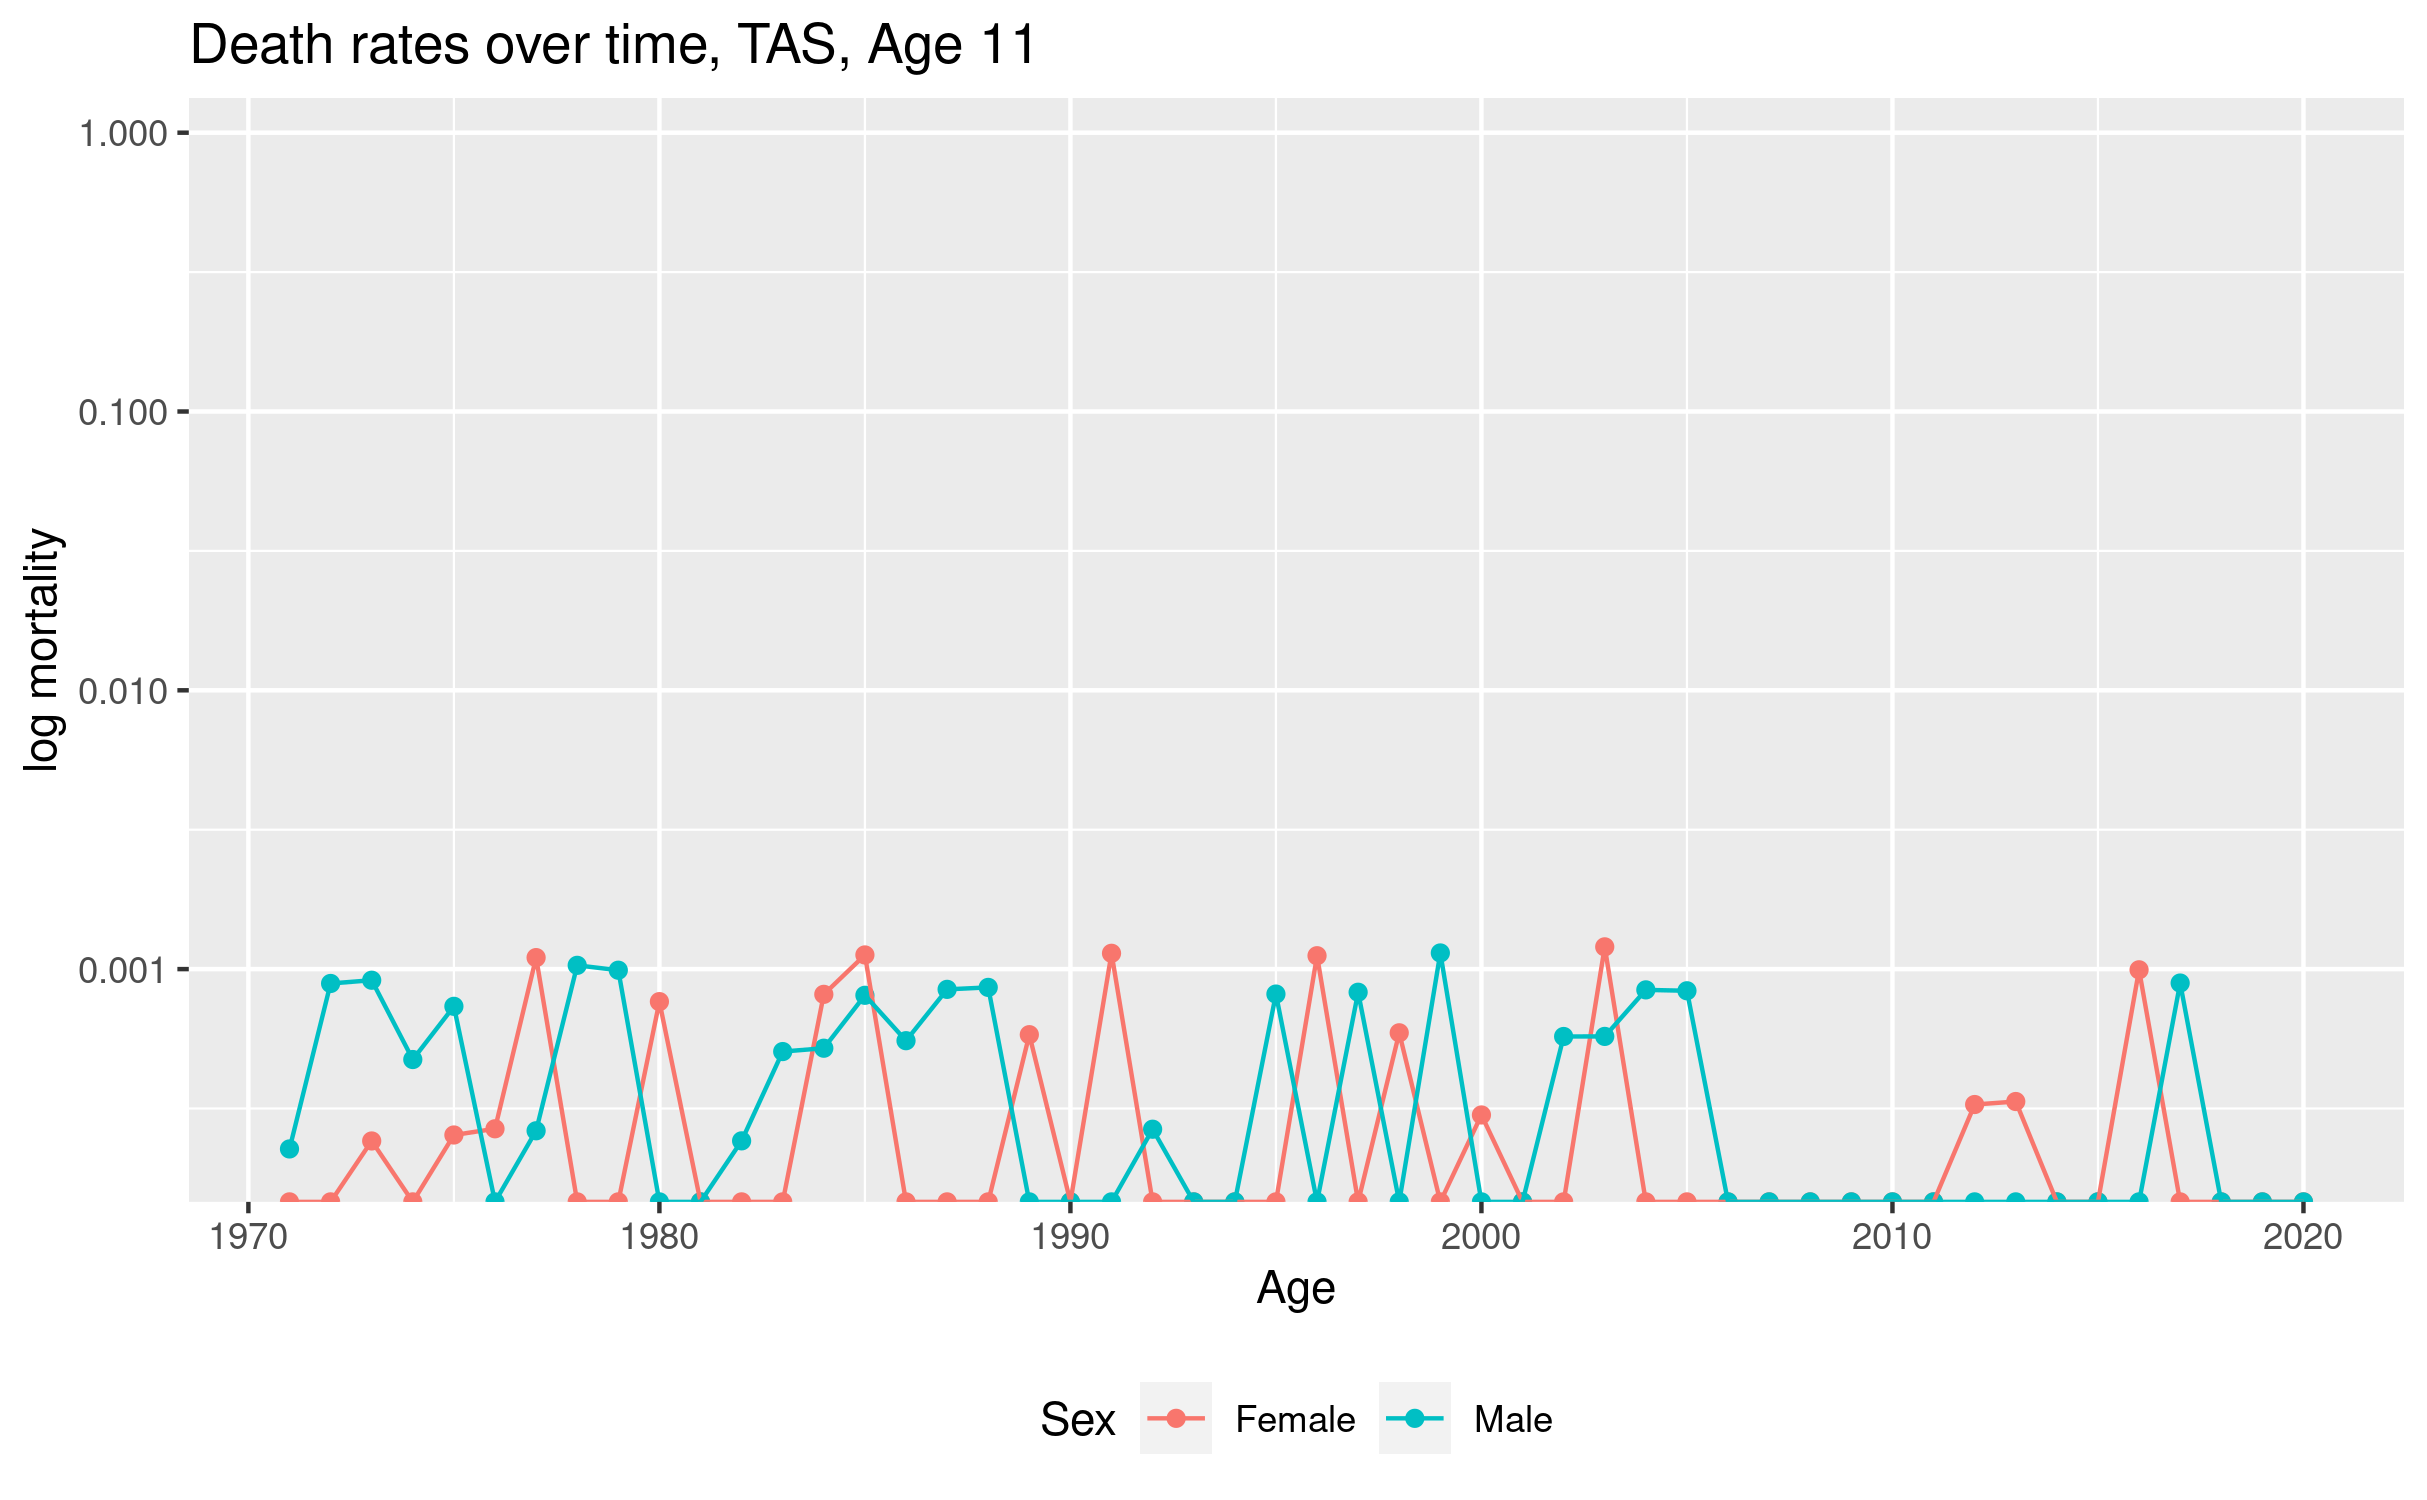 Death rates over time, TAS, Age 11
log mortality
1.000
0.100
0.010
0.001
1970 1980 1990 2000 2010 2020
Age
Sex Female Male